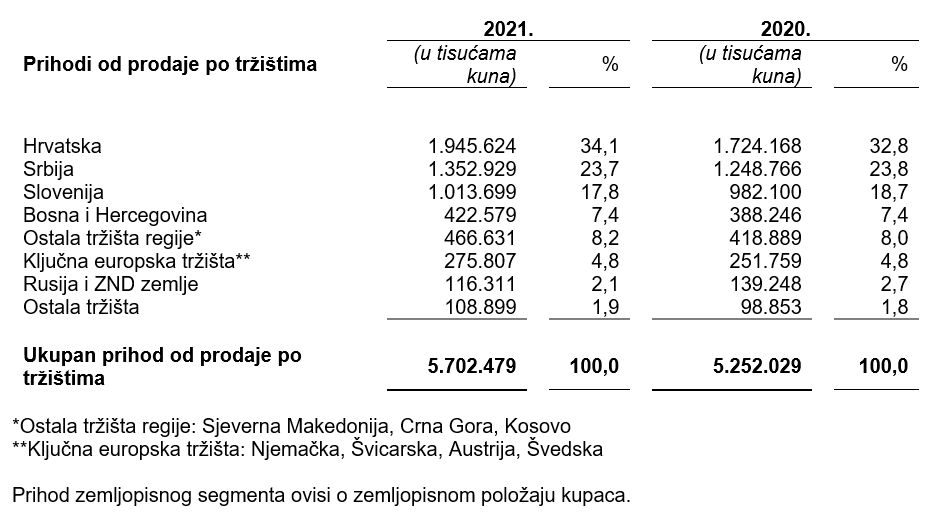 2021. 2020.
(u tisućama (u tisućama
Prihodi od prodaje po tržištima kuna) % kuna) %
Hrvatska 1.945.624 34,1 1.724.168 32,8
Srbija 1.352.929 23,7 1.248.766 23,8
Slovenija 1.013.699 17,8 982.100 18,7
Bosna i Hercegovina 422.579 7,4 388.246 7,4
Ostala tržišta regije* 466.631 8,2 418.889 8,0
Ključna europska tržišta** 275.807 4,8 251.759 4,8
Rusija i ZND zemlje 116.311 2,1 139.248 2,7
Ostala tržišta 108.899 1,9 98.853 1,8
Ukupan prihod od prodaje po
tržištima 5.702.479 100,0 5.252.029 100,0
*Ostala tržišta regije: Sjeverna Makedonija, Crna Gora, Kosovo
**Ključna europska tržišta: Njemačka, Švicarska, Austrija, Švedska
Prihod zemljopisnog segmenta ovisi o zemljopisnom položaju kupaca.